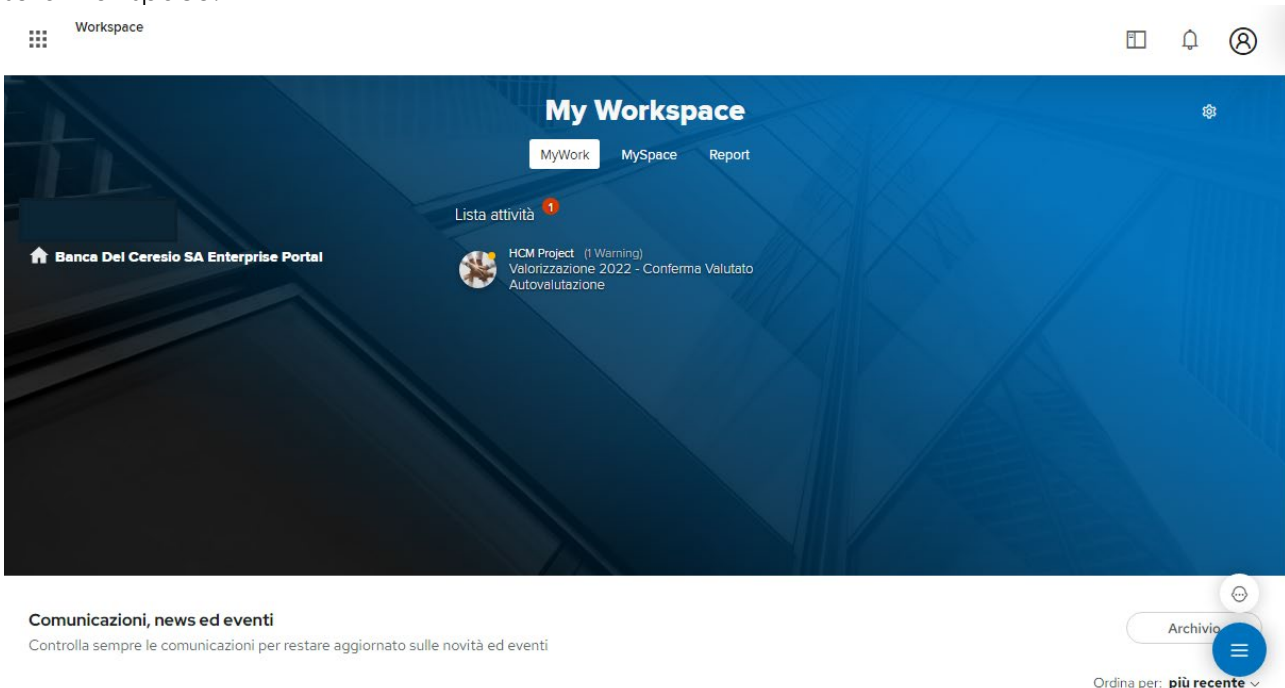 Workspace
My Workspace
MyWork MySpace Report
Lista attività 1
Banca Del Ceresio SA Enterprise Portal
HCM Project (1 Warning)
Valorizzazione 2022 - Conferma Valutato
Autovalutazione
Comunicazioni, news ed eventi
Controlla sempre le comunicazioni per restare aggiornato sulle novità ed eventi
Archivio
Ordina per: più recente